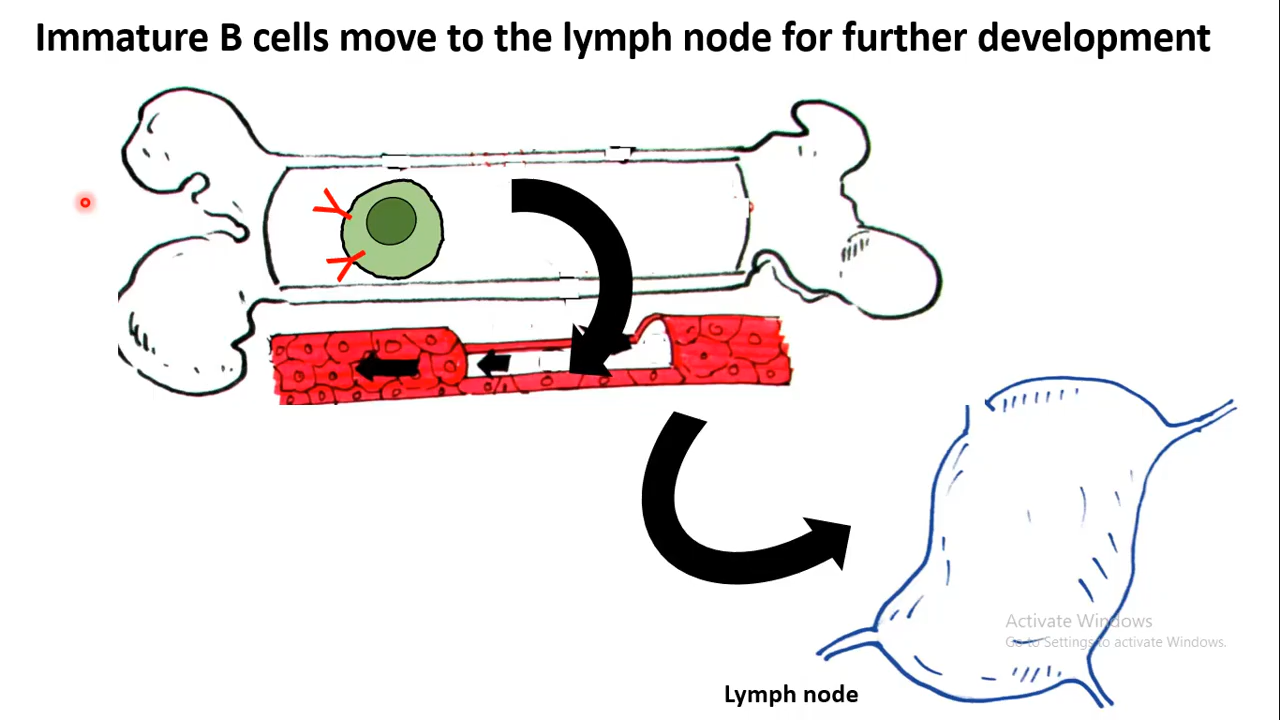 Immature B cells move to the lymph node for further development
Activate Windows
Go to Settings to activate Windows.
Lymph node